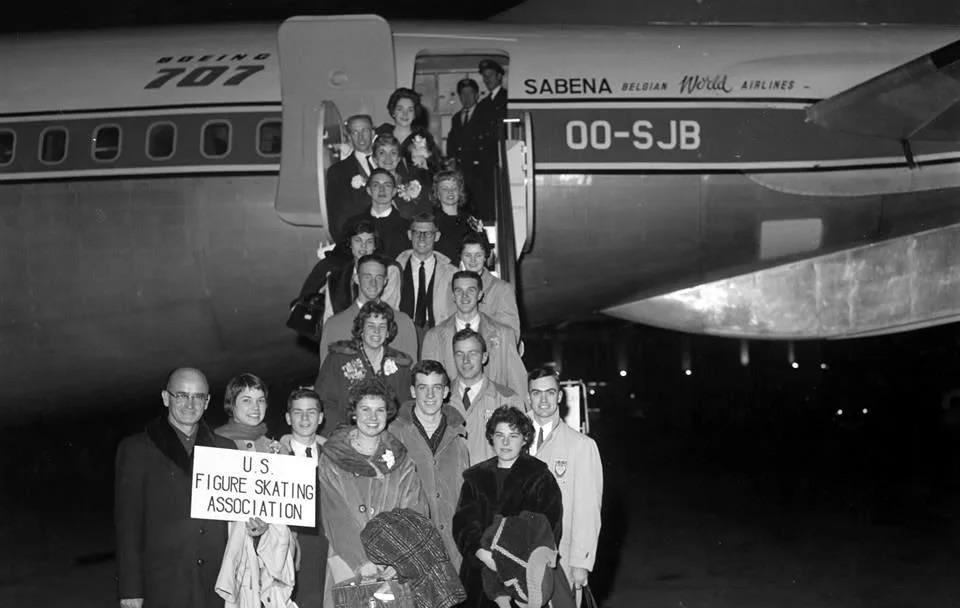 BOEING
707
SABENA BELGIAN World AIRLINES
OO-SJB
U.S.
FIGURE SKATING
ASSOCIATION